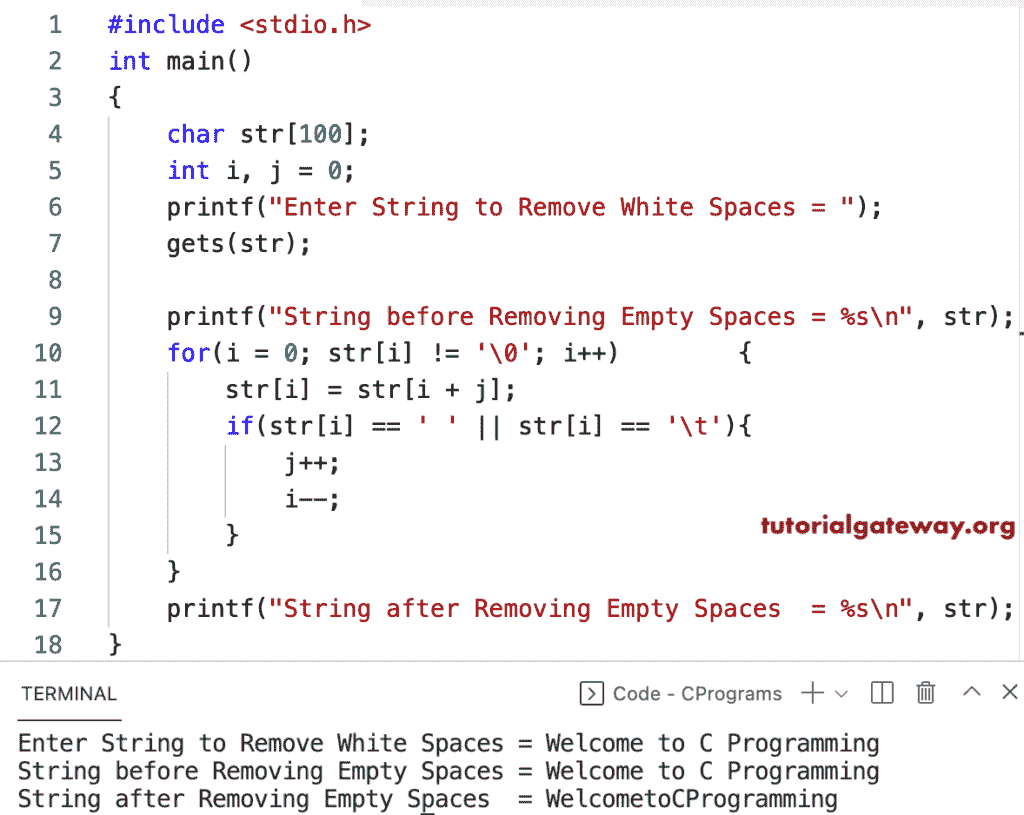 1 #include <stdio.h>
2 int main()
3 {
4     char str[100];
5     int i, j = 0;
6     printf("Enter String to Remove White Spaces = ");
7     gets(str);
8
9     printf("String before Removing Empty Spaces = %s\n", str);
10     for(i = 0; str[i] != '\0'; i++)        {
11         str[i] = str[i + j];
12         if(str[i] == ' ' || str[i] == '\t'){
13             j++;
14             i--;
15         }
tutorialgateway.org
16     }
17     printf("String after Removing Empty Spaces  = %s\n", str);
18 }
TERMINAL
Code - CPrograms
Enter String to Remove White Spaces = Welcome to C Programming
String before Removing Empty Spaces = Welcome to C Programming
String after Removing Empty Spaces  = WelcometoCProgramming